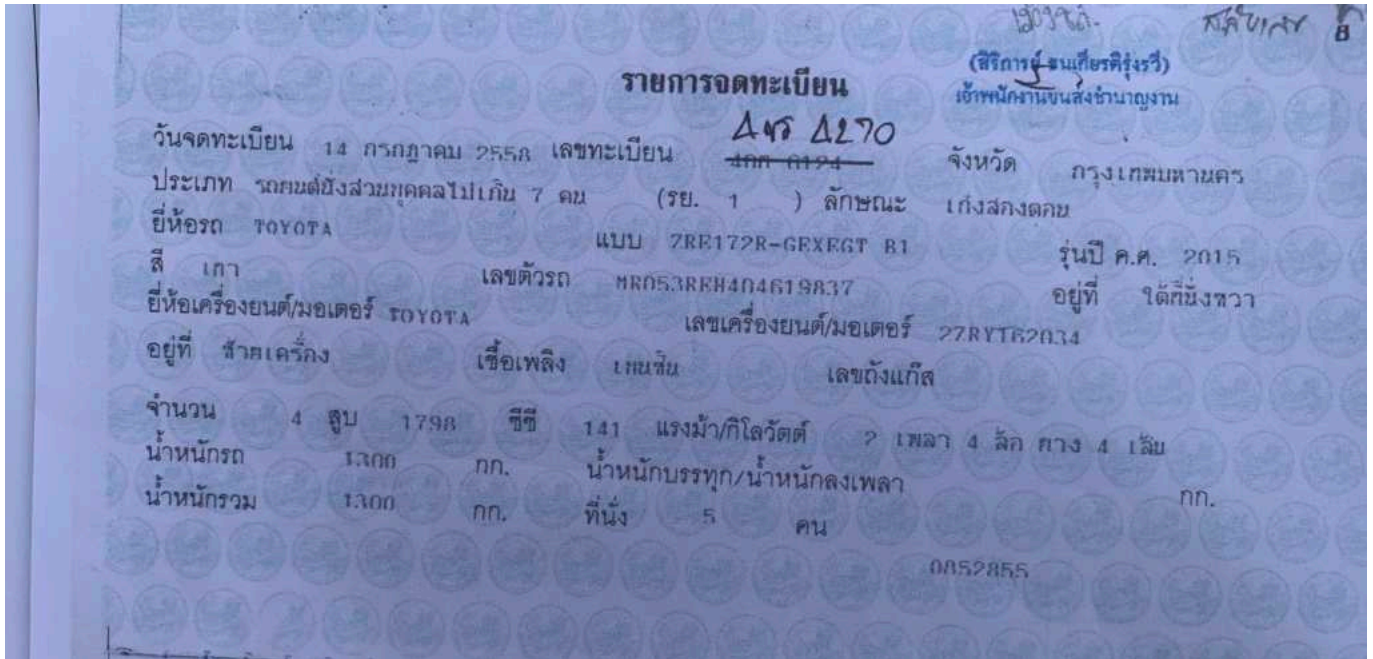 สลับเลข
(สิริการย์ ธนเกียรติรุ่งรวี)
เจ้าพนักงานขนส่งชำนาญงาน
รายการจดทะเบียน
วันจดทะเบียน 14 กรกฎาคม 2558 เลขทะเบียน จังหวัด กรุงเทพมหานคร
ประเภท รถยนต์นั่งส่วนบุคคลไม่เกิน 7 คน (รย. 1 ) ลักษณะ เก๋งสองตอน
ยี่ห้อรถ TOYOTA แบบ ZRE172R-GEXEGT B1 รุ่นปี ค.ศ. 2015
สี เทา เลขตัวรถ MR053REH404619837 อยู่ที่ ใต้ที่นั่งขวา
ยี่ห้อเครื่องยนต์/มอเตอร์ TOYOTA เลขเครื่องยนต์/มอเตอร์ 2ZRYT62034
อยู่ที่ ซ้ายเครื่อง เชื้อเพลิง เบนซิน เลขถังแก๊ส
จำนวน 4 สูบ 1798 ซีซี 141 แรงม้า/กิโลวัตต์ 2 เพลา 4 ล้อ ยาง 4 เส้น
น้ำหนักรถ 1300 กก. น้ำหนักบรรทุก/น้ำหนักลงเพลา กก.
น้ำหนักรวม 1300 กก. ที่นั่ง 5 คน
0852855